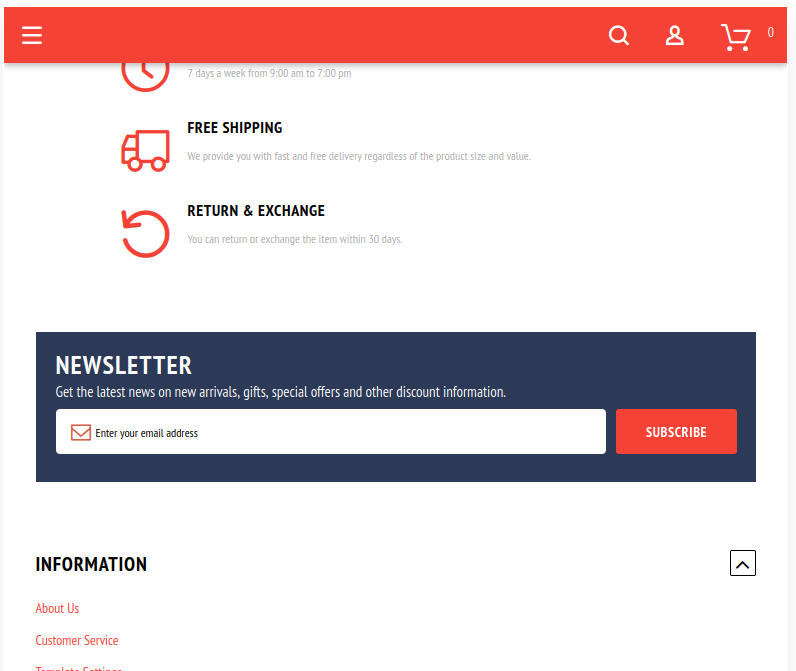 0
7 days a week from 9:00 am to 7:00 pm
FREE SHIPPING
We provide you with fast and free delivery regardless of the product size and value.
RETURN & EXCHANGE
You can return or exchange the item within 30 days.
NEWSLETTER
Get the latest news on new arrivals, gifts, special offers and other discount information.
Enter your email address
SUBSCRIBE
INFORMATION
About Us
Customer Service
Template Settings